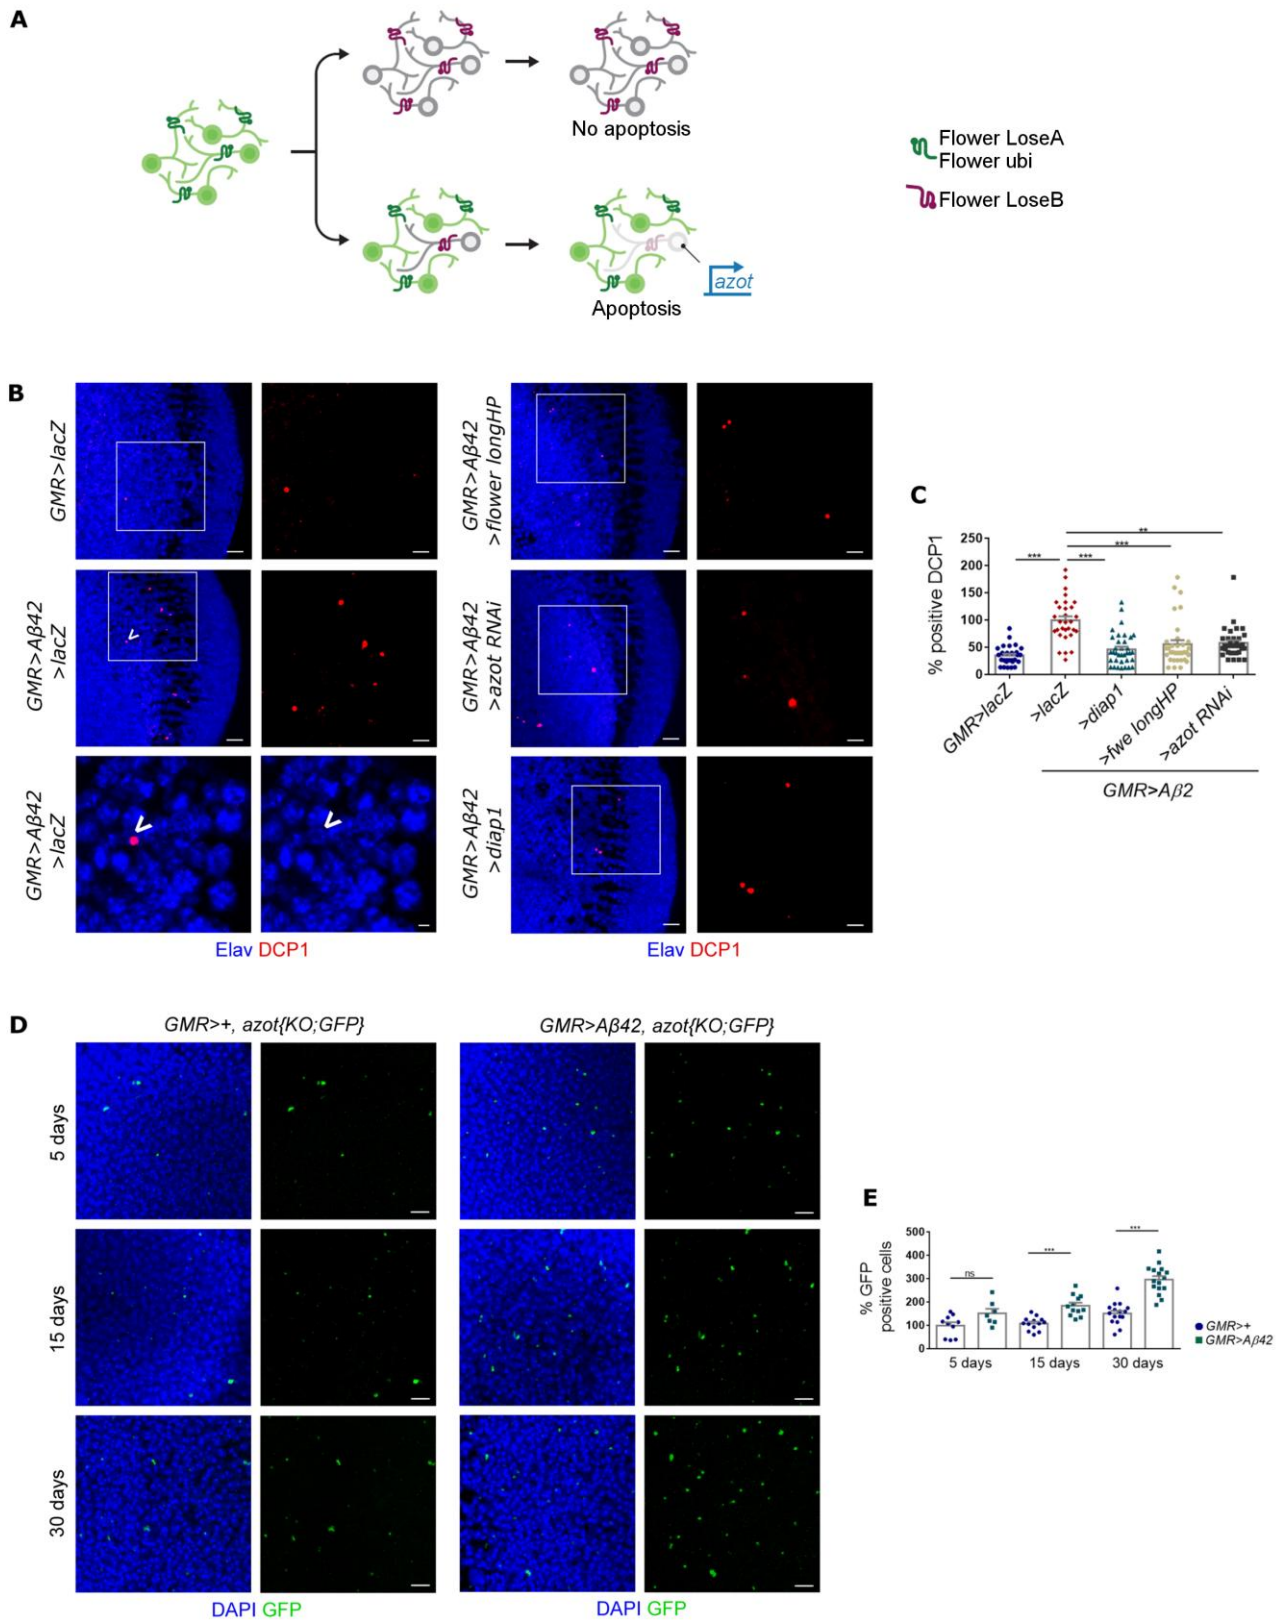 A
No apoptosis
Apoptosis
azot
Flower LoseA
Flower ubi
Flower LoseB
B
GMR>lacZ
GMR>Aβ42
>lacZ
GMR>Aβ42
>lacZ
Elav DCP1
GMR>Aβ42
>flower longHP
GMR>Aβ42
>azot RNAi
GMR>Aβ42
>diap1
Elav DCP1
C
% positive DCP1
250
200
150
100
50
0
***
***
***
**
GMR>lacZ
>lacZ
>diap1
>fwe longHP
>azot RNAi
GMR>Aβ2
D
GMR>+, azot{KO;GFP}
GMR>Aβ42, azot{KO;GFP}
5 days
15 days
30 days
DAPI GFP
DAPI GFP
E
% GFP
positive cells
500
400
300
200
100
0
ns
***
***
5 days
15 days
30 days
GMR>+
GMR>Aβ42